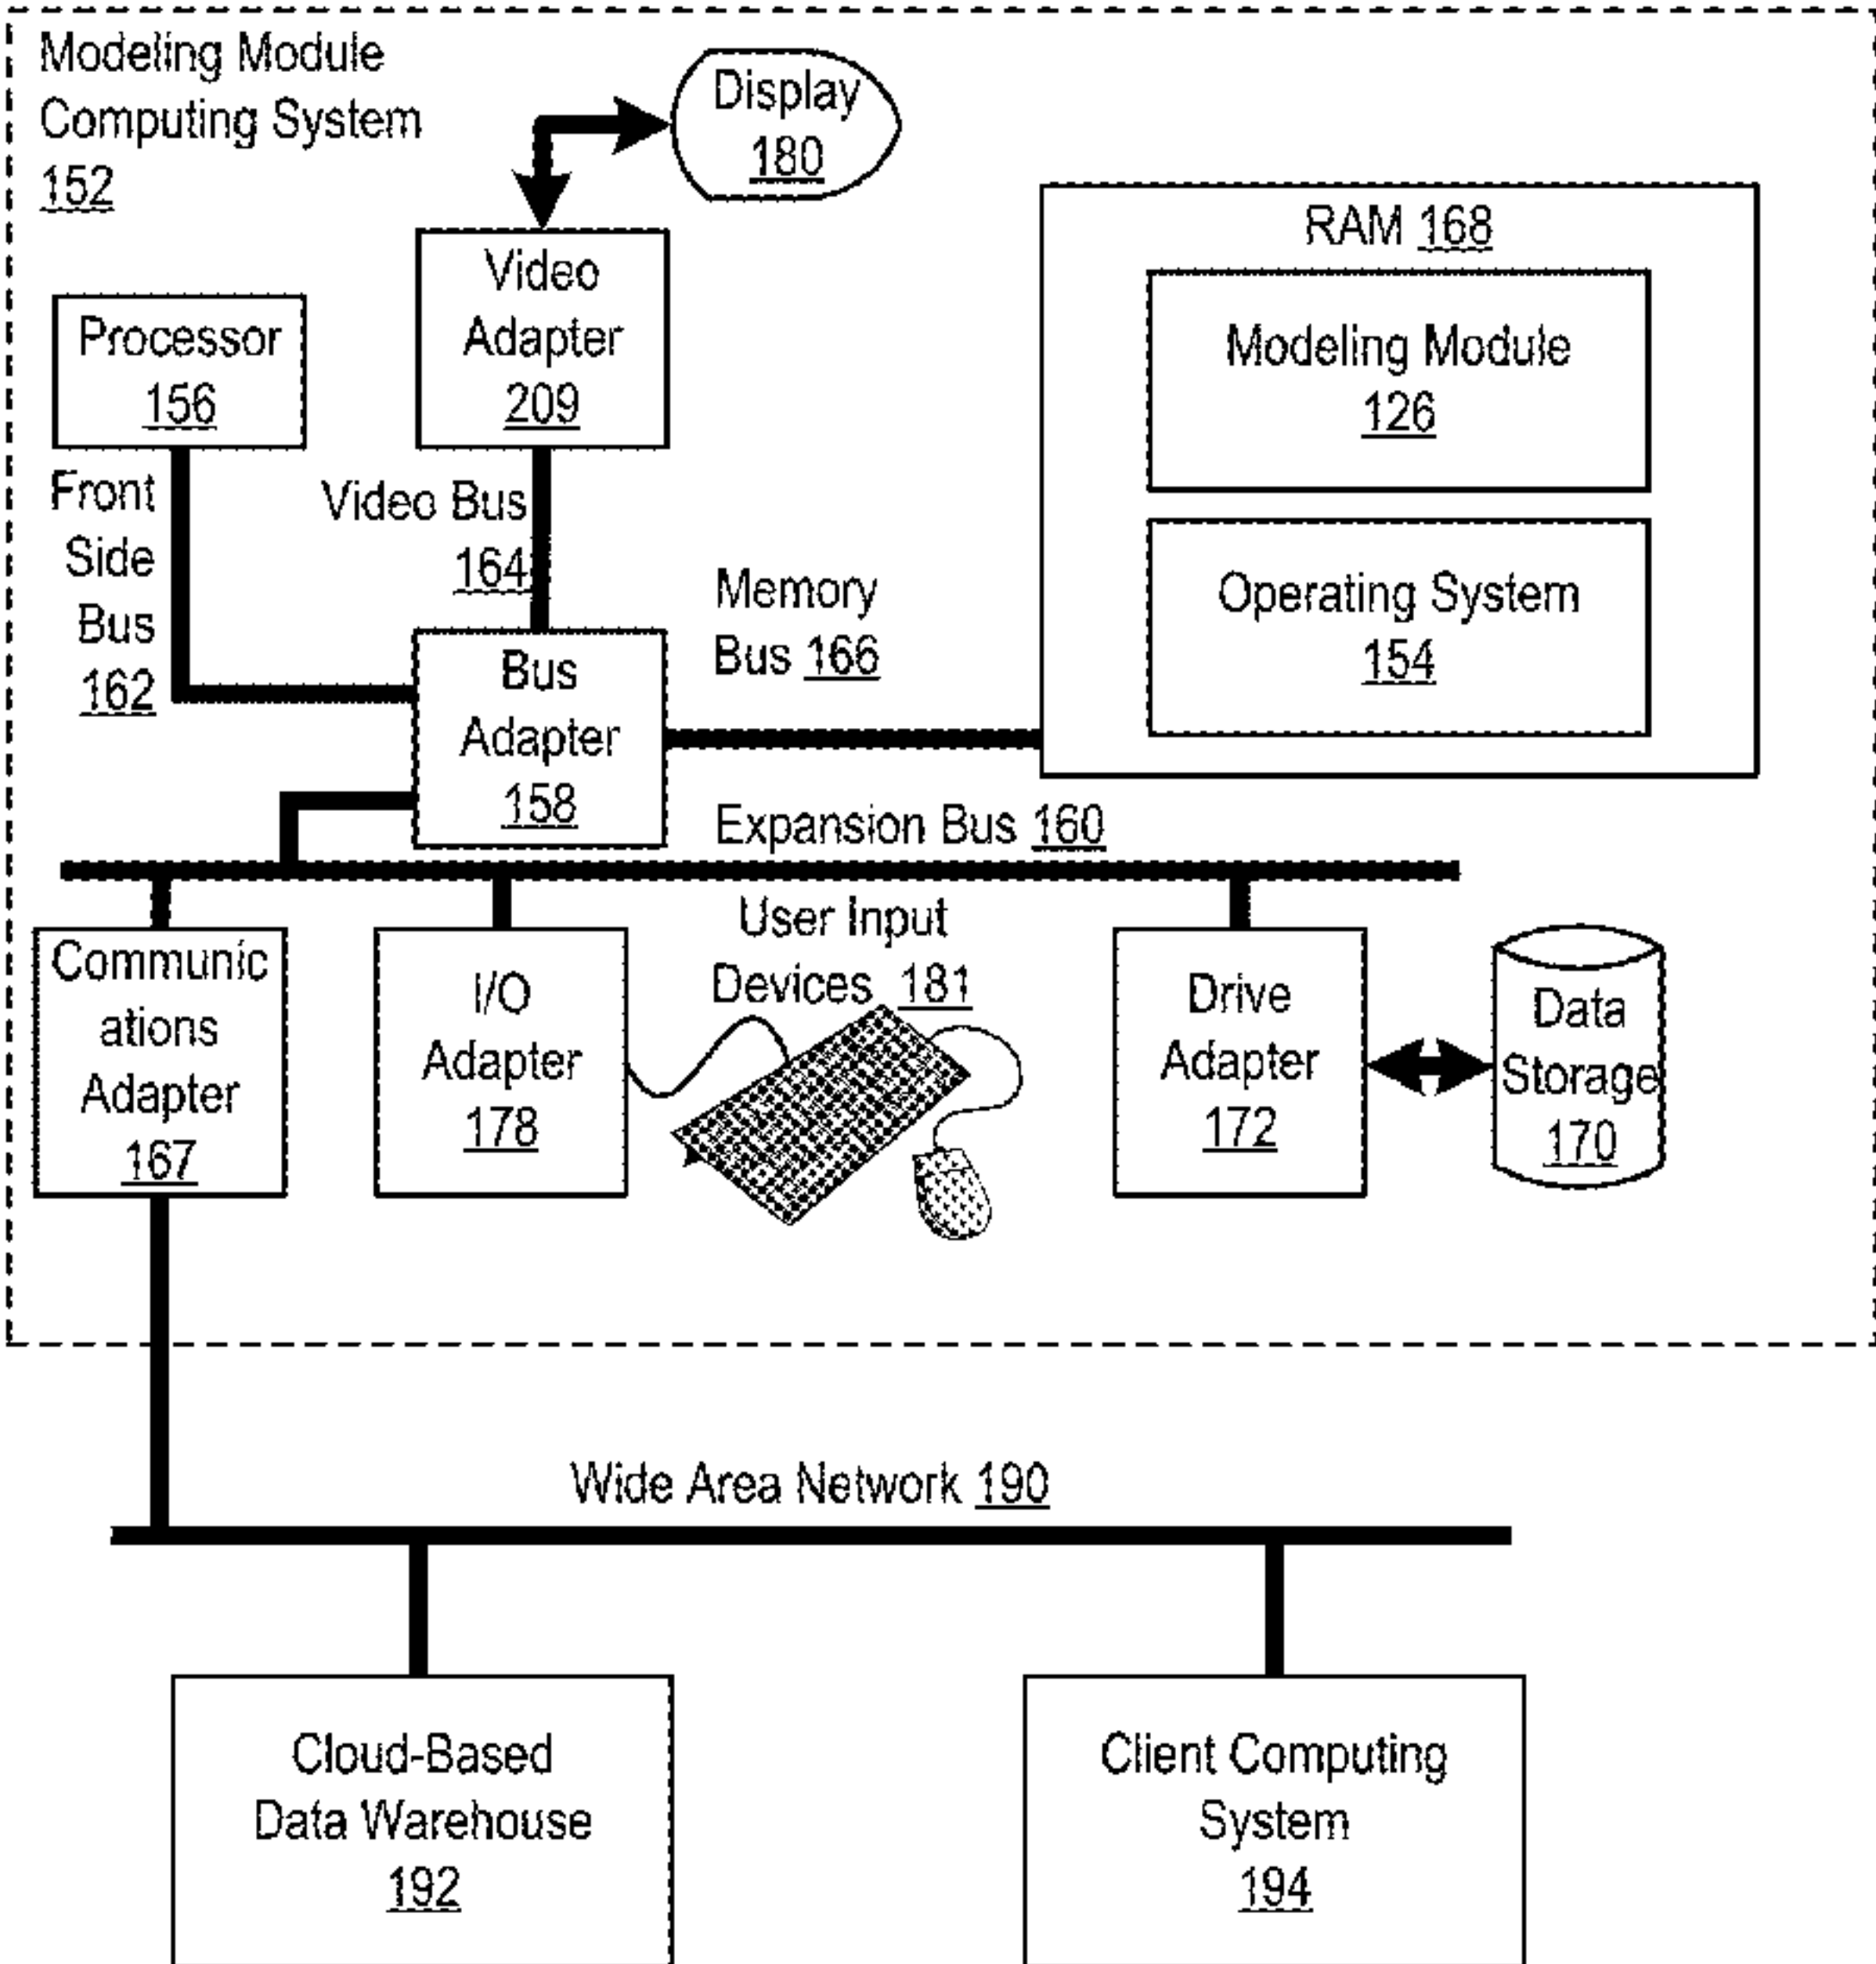 Modeling Module
Computing System
152
Display
180
Video
Adapter
209
Processor
156
RAM 168
Modeling Module
126
Operating System
154
Front
Side
Bus
162
Video Bus
164
Memory
Bus 166
Bus
Adapter
158
Expansion Bus 160
Communic
ations
Adapter
167
I/O
Adapter
178
User Input
Devices 181
Drive
Adapter
172
Data
Storage
170
Wide Area Network 190
Cloud-Based
Data Warehouse
192
Client Computing
System
194